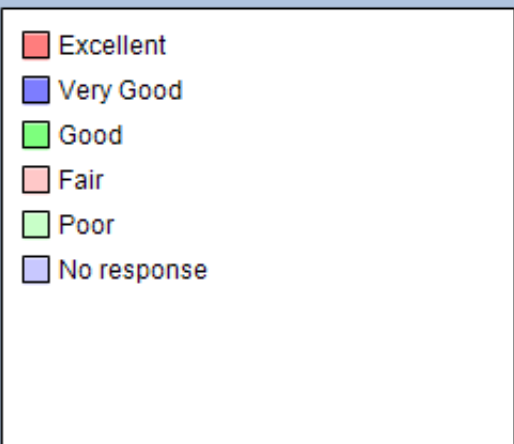 Excellent
Very Good
Good
Fair
Poor
No response